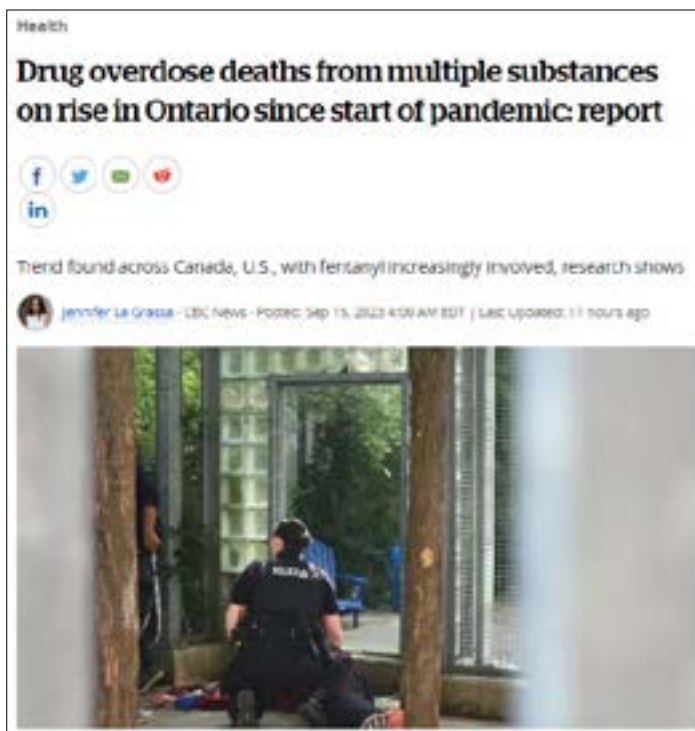 Health
Drug overdose deaths from multiple substances
on rise in Ontario since start of pandemic: report
f
in
Trend found across Canada, U.S., with fentanyl increasingly involved, research shows
Jennifer La Grassa · CBC News · Posted: Sep 15, 2023 4:00 AM EDT | Last Updated: 11 hours ago
POLICE